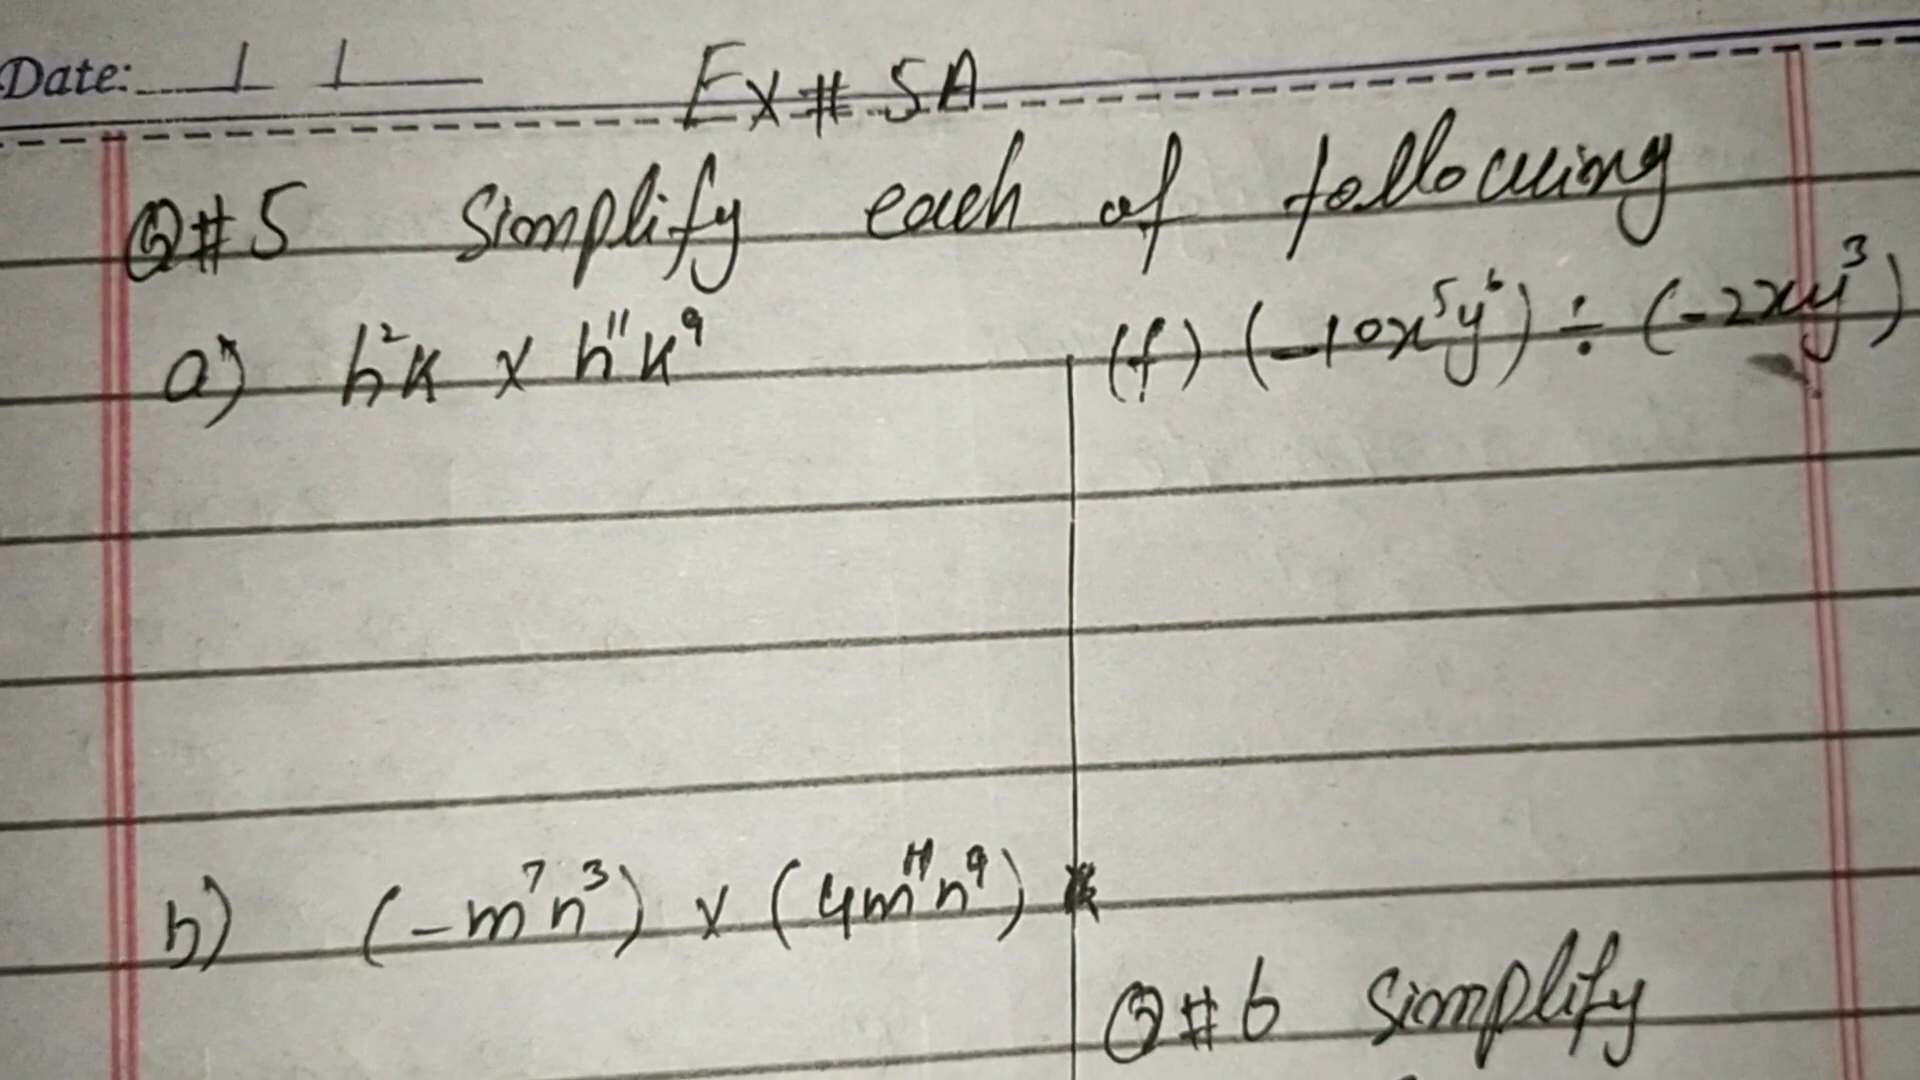 Date: / /
Ex# 5A
Q#5 Simplify each of following
a) h²k × h¹¹k⁹
(f) (-10x⁵y⁶) ÷ (-2xy³)
b) (-m⁷n³) × (4m¹¹n⁹)
Q#6 Simplify